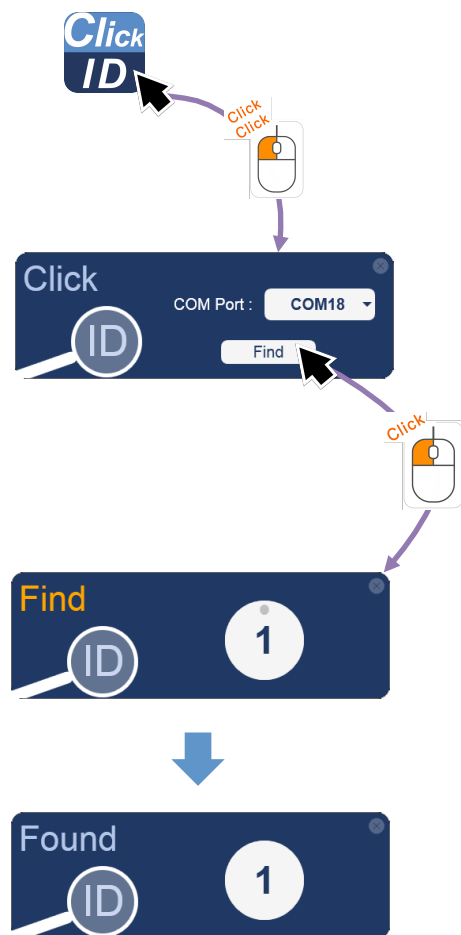 Click
ID
Click
Click
Click
COM Port :
COM18
ID
Find
Click
Find
1
ID
Found
1
ID